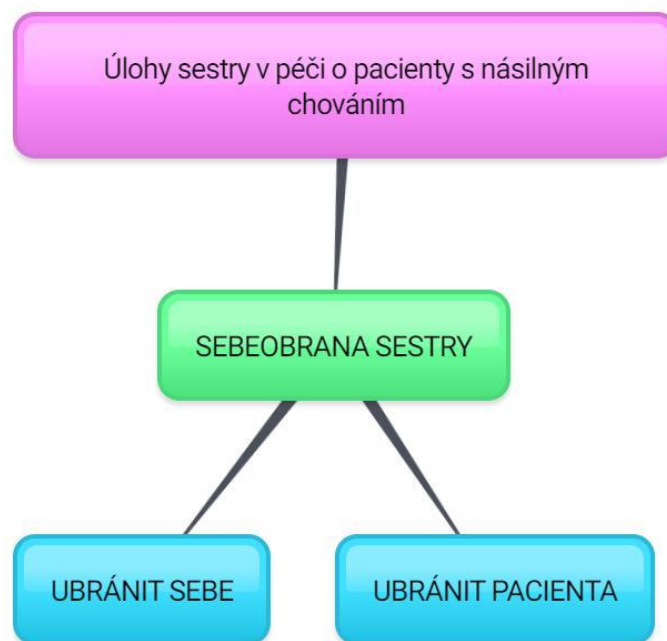 Úlohy sestry v péči o pacienty s násilným
chováním
SEBEOBRANA SESTRY
UBRÁNIT SEBE
UBRÁNIT PACIENTA